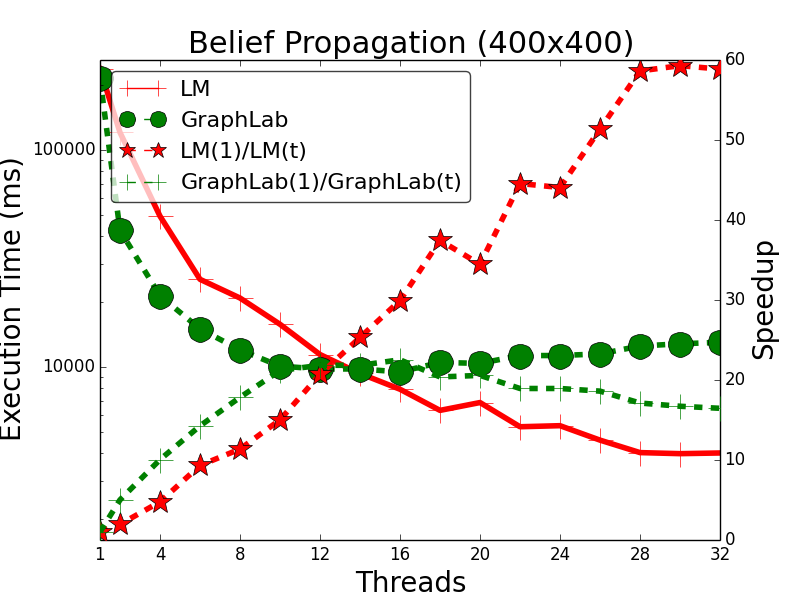 Belief Propagation (400x400)
LM
GraphLab
LM(1)/LM(t)
GraphLab(1)/GraphLab(t)
Execution Time (ms)
100000
10000
60
50
40
30
20
10
0
Speedup
1 4 8 12 16 20 24 28 32
Threads